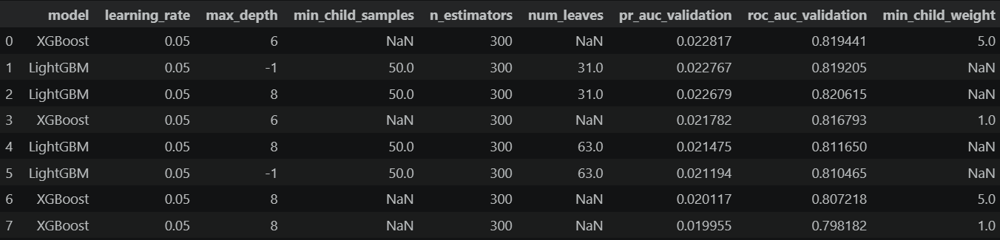 model learning_rate max_depth min_child_samples n_estimators num_leaves pr_auc_validation roc_auc_validation min_child_weight
0 XGBoost 0.05 6 NaN 300 NaN 0.022817 0.819441 5.0
1 LightGBM 0.05 -1 50.0 300 31.0 0.022767 0.819205 NaN
2 LightGBM 0.05 8 50.0 300 31.0 0.022679 0.820615 NaN
3 XGBoost 0.05 6 NaN 300 NaN 0.021782 0.816793 1.0
4 LightGBM 0.05 8 50.0 300 63.0 0.021475 0.811650 NaN
5 LightGBM 0.05 -1 50.0 300 63.0 0.021194 0.810465 NaN
6 XGBoost 0.05 8 NaN 300 NaN 0.020117 0.807218 5.0
7 XGBoost 0.05 8 NaN 300 NaN 0.019955 0.798182 1.0